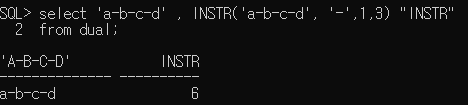 SQL> select 'a-b-c-d' , INSTR('a-b-c-d', '-',1,3) "INSTR"
  2  from dual;

'A-B-C-D'           INSTR
-------------- ----------
a-b-c-d                 6